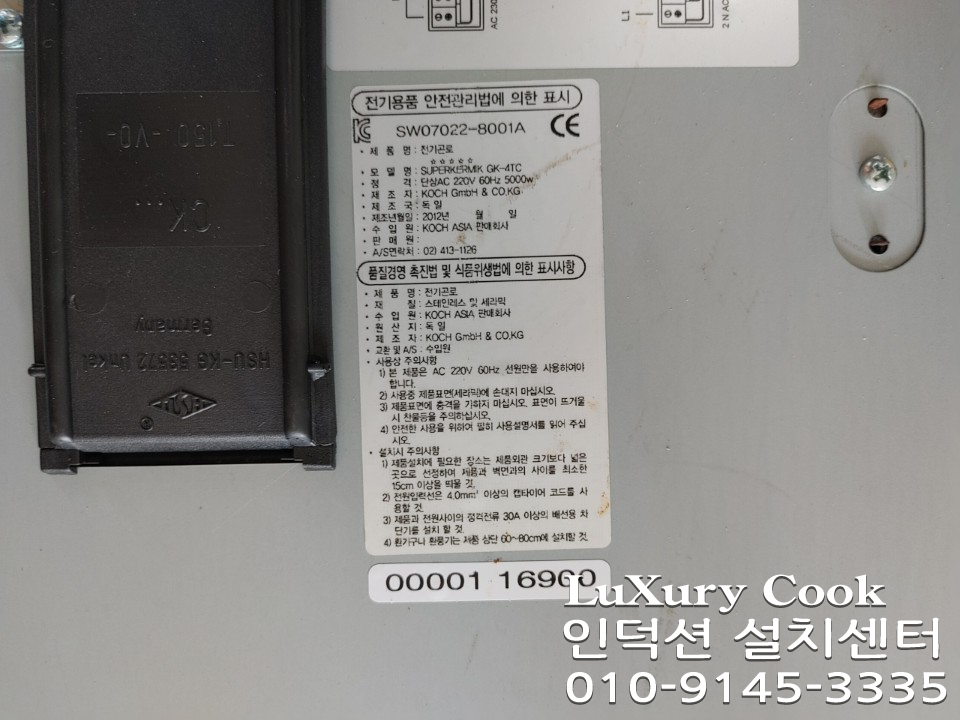 AC 230
L1
2 N AC
T150 -V0-
GK...
Germany
HSU-KG 53572 Unkel
전기용품 안전관리법에 의한 표시
SW07022-8001A
CE
• 제 품 명 : 전기곤로
☆☆☆☆☆
• 모 델 명 : SUPERKERMIK GK-4TC
• 정 격 : 단상AC 220V 60Hz 5000w
• 제 조 자 : KOCH GmbH & CO,KG
• 제 조 국 : 독 일
• 제조년월일 : 2012년 월 일
• 수 입 원 : KOCH ASIA 판매회사
• 판 매 원 :
• A/S연락처 : 02) 413-1126
품질경영 촉진법 및 식품위생법에 의한 표시사항
• 제 품 명 : 전기곤로
• 재 질 : 스테인레스 및 세라믹
• 수 입 원 : KOCH ASIA 판매회사
• 원 산 지 : 독 일
• 제 조 자 : KOCH GmbH & CO,KG
• 교환 및 A/S : 수입원
• 사용상 주의사항
1) 본 제품은 AC 220V 60Hz 선원만을 사용하여야
합니다.
2) 사용중 제품표면(세라믹)에 손대지 마십시오.
3) 제품표면에 충격을 가하지 마십시오. 표면이 뜨거울
시 찬물등을 주의하십시오.
4) 안전한 사용을 위하여 필히 사용설명서를 읽어 주십
시오.
• 설치시 주의사항
1) 제품설치에 필요한 장소는 제품외관 크기보다 넓은
곳으로 선정하여 제품과 벽면과의 사이를 최소한
15cm 이상을 띄울 것.
2) 전원입력선은 4.0mm² 이상의 캡타이어 코드를 사
용할 것.
3) 제품과 전원사이의 정격전류 30A 이상의 배선용 차
단기를 설치 할 것.
4) 환기구나 환풍기는 제품 상단 60~80cm에 설치할 것.
00001 16900
LuXury Cook
인덕션 설치센터
010-9145-3335